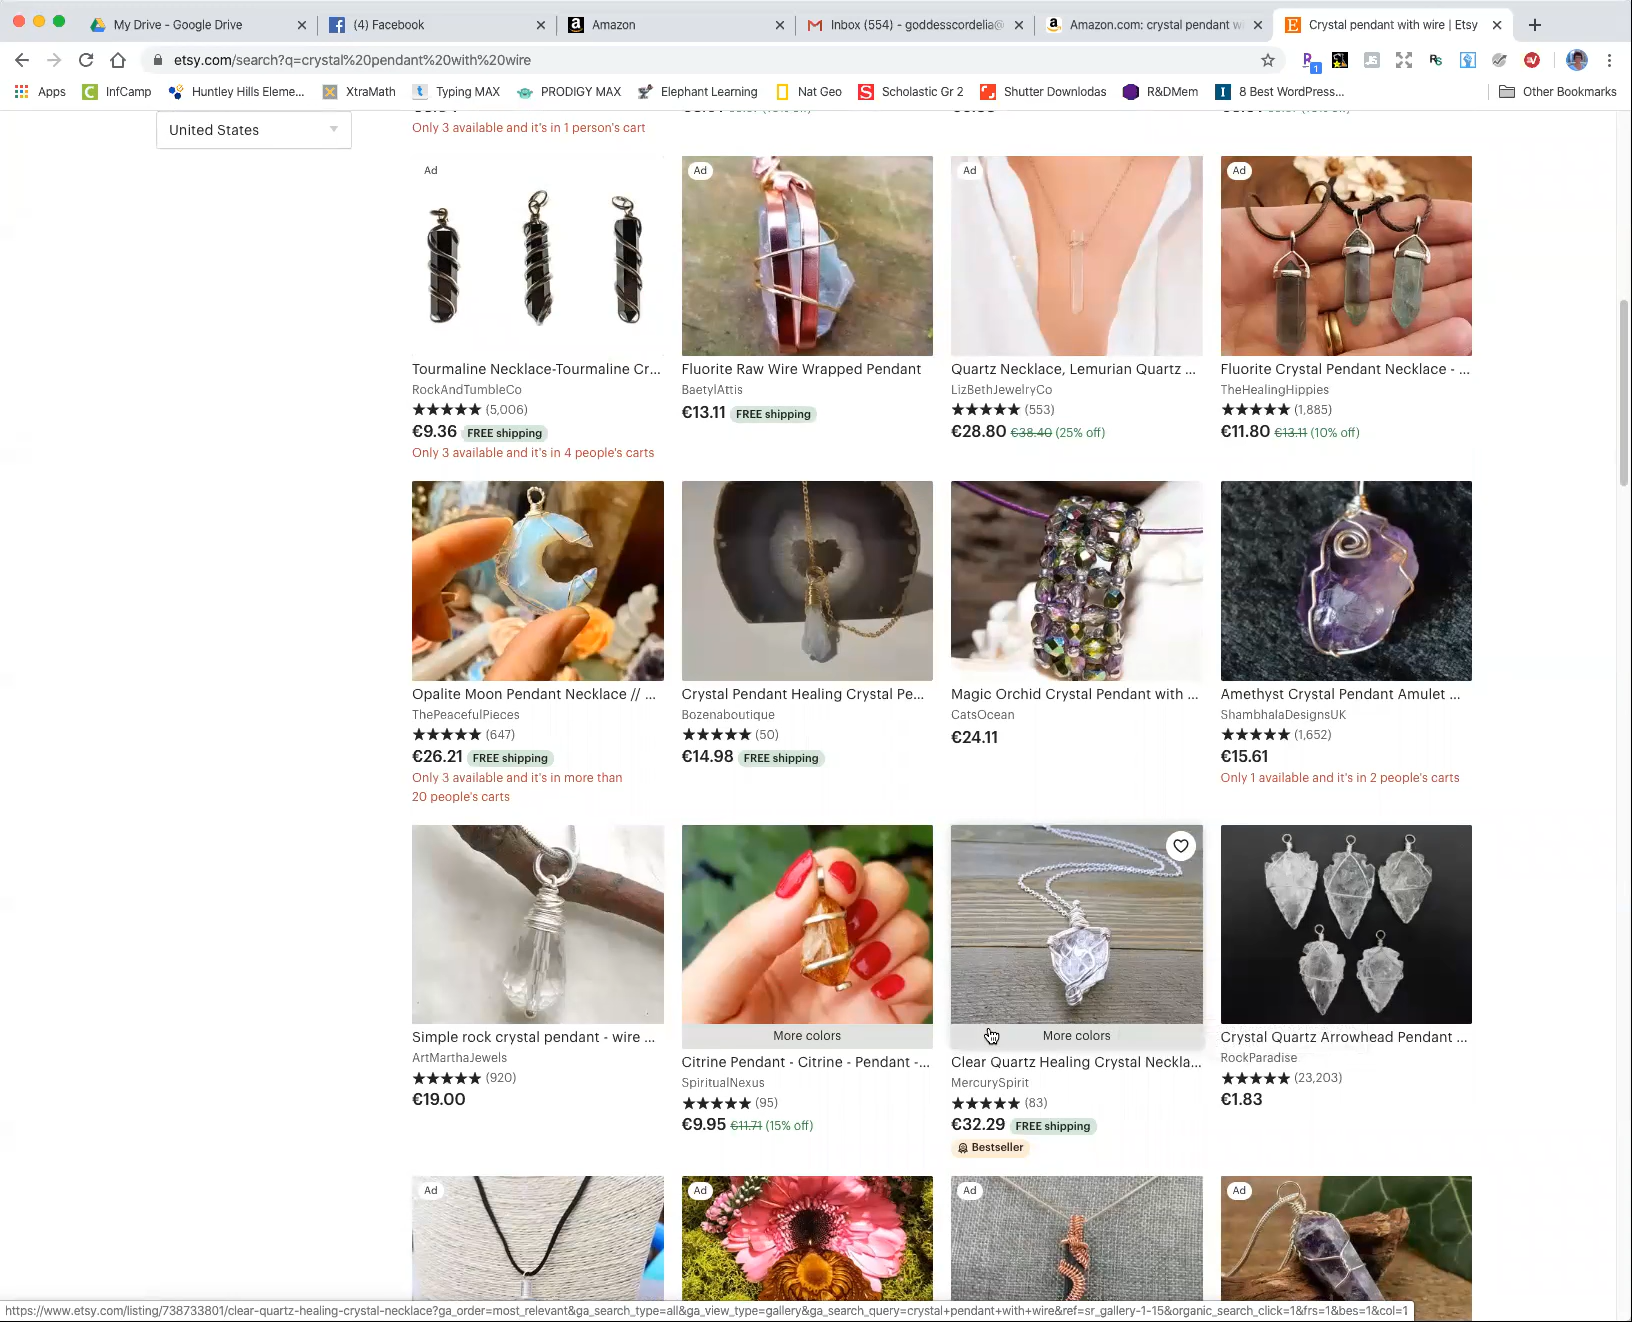 My Drive - Google Drive
(4) Facebook
Amazon
Inbox (554) - goddesscordelia@
Amazon.com: crystal pendant wi
Crystal pendant with wire | Etsy
etsy.com/search?q=crystal%20pendant%20with%20wire
Apps
InfCamp
Huntley Hills Eleme...
XtraMath
Typing MAX
PRODIGY MAX
Elephant Learning
Nat Geo
Scholastic Gr 2
Shutter Downlodas
R&DMem
8 Best WordPress...
Other Bookmarks
United States
Only 3 available and it's in 1 person's cart
Ad
Ad
Ad
Ad
Tourmaline Necklace-Tourmaline Cr...
RockAndTumbleCo
★★★★★ (5,006)
€9.36 FREE shipping
Only 3 available and it's in 4 people's carts
Fluorite Raw Wire Wrapped Pendant
BaetylAttis
€13.11 FREE shipping
Quartz Necklace, Lemurian Quartz ...
LizBethJewelryCo
★★★★★ (553)
€28.80 €38.40 (25% off)
Fluorite Crystal Pendant Necklace - ...
TheHealingHippies
★★★★★ (1,885)
€11.80 €13.11 (10% off)
Opalite Moon Pendant Necklace // ...
ThePeacefulPieces
★★★★★ (647)
€26.21 FREE shipping
Only 3 available and it's in more than
20 people's carts
Crystal Pendant Healing Crystal Pe...
Bozenaboutique
★★★★★ (50)
€14.98 FREE shipping
Magic Orchid Crystal Pendant with ...
CatsOcean
€24.11
Amethyst Crystal Pendant Amulet ...
ShambhalaDesignsUK
★★★★★ (1,652)
€15.61
Only 1 available and it's in 2 people's carts
Simple rock crystal pendant - wire ...
ArtMarthaJewels
★★★★★ (920)
€19.00
More colors
Citrine Pendant - Citrine - Pendant -...
SpiritualNexus
★★★★★ (95)
€9.95 €11.71 (15% off)
More colors
Clear Quartz Healing Crystal Neckla...
MercurySpirit
★★★★★ (83)
€32.29 FREE shipping
Bestseller
Crystal Quartz Arrowhead Pendant ...
RockParadise
★★★★★ (23,203)
€1.83
Ad
Ad
Ad
Ad
https://www.etsy.com/listing/738733801/clear-quartz-healing-crystal-necklace?ga_order=most_relevant&ga_search_type=all&ga_view_type=gallery&ga_search_query=crystal+pendant+with+wire&ref=sr_gallery-1-15&organic_search_click=1&frs=1&bes=1&col=1